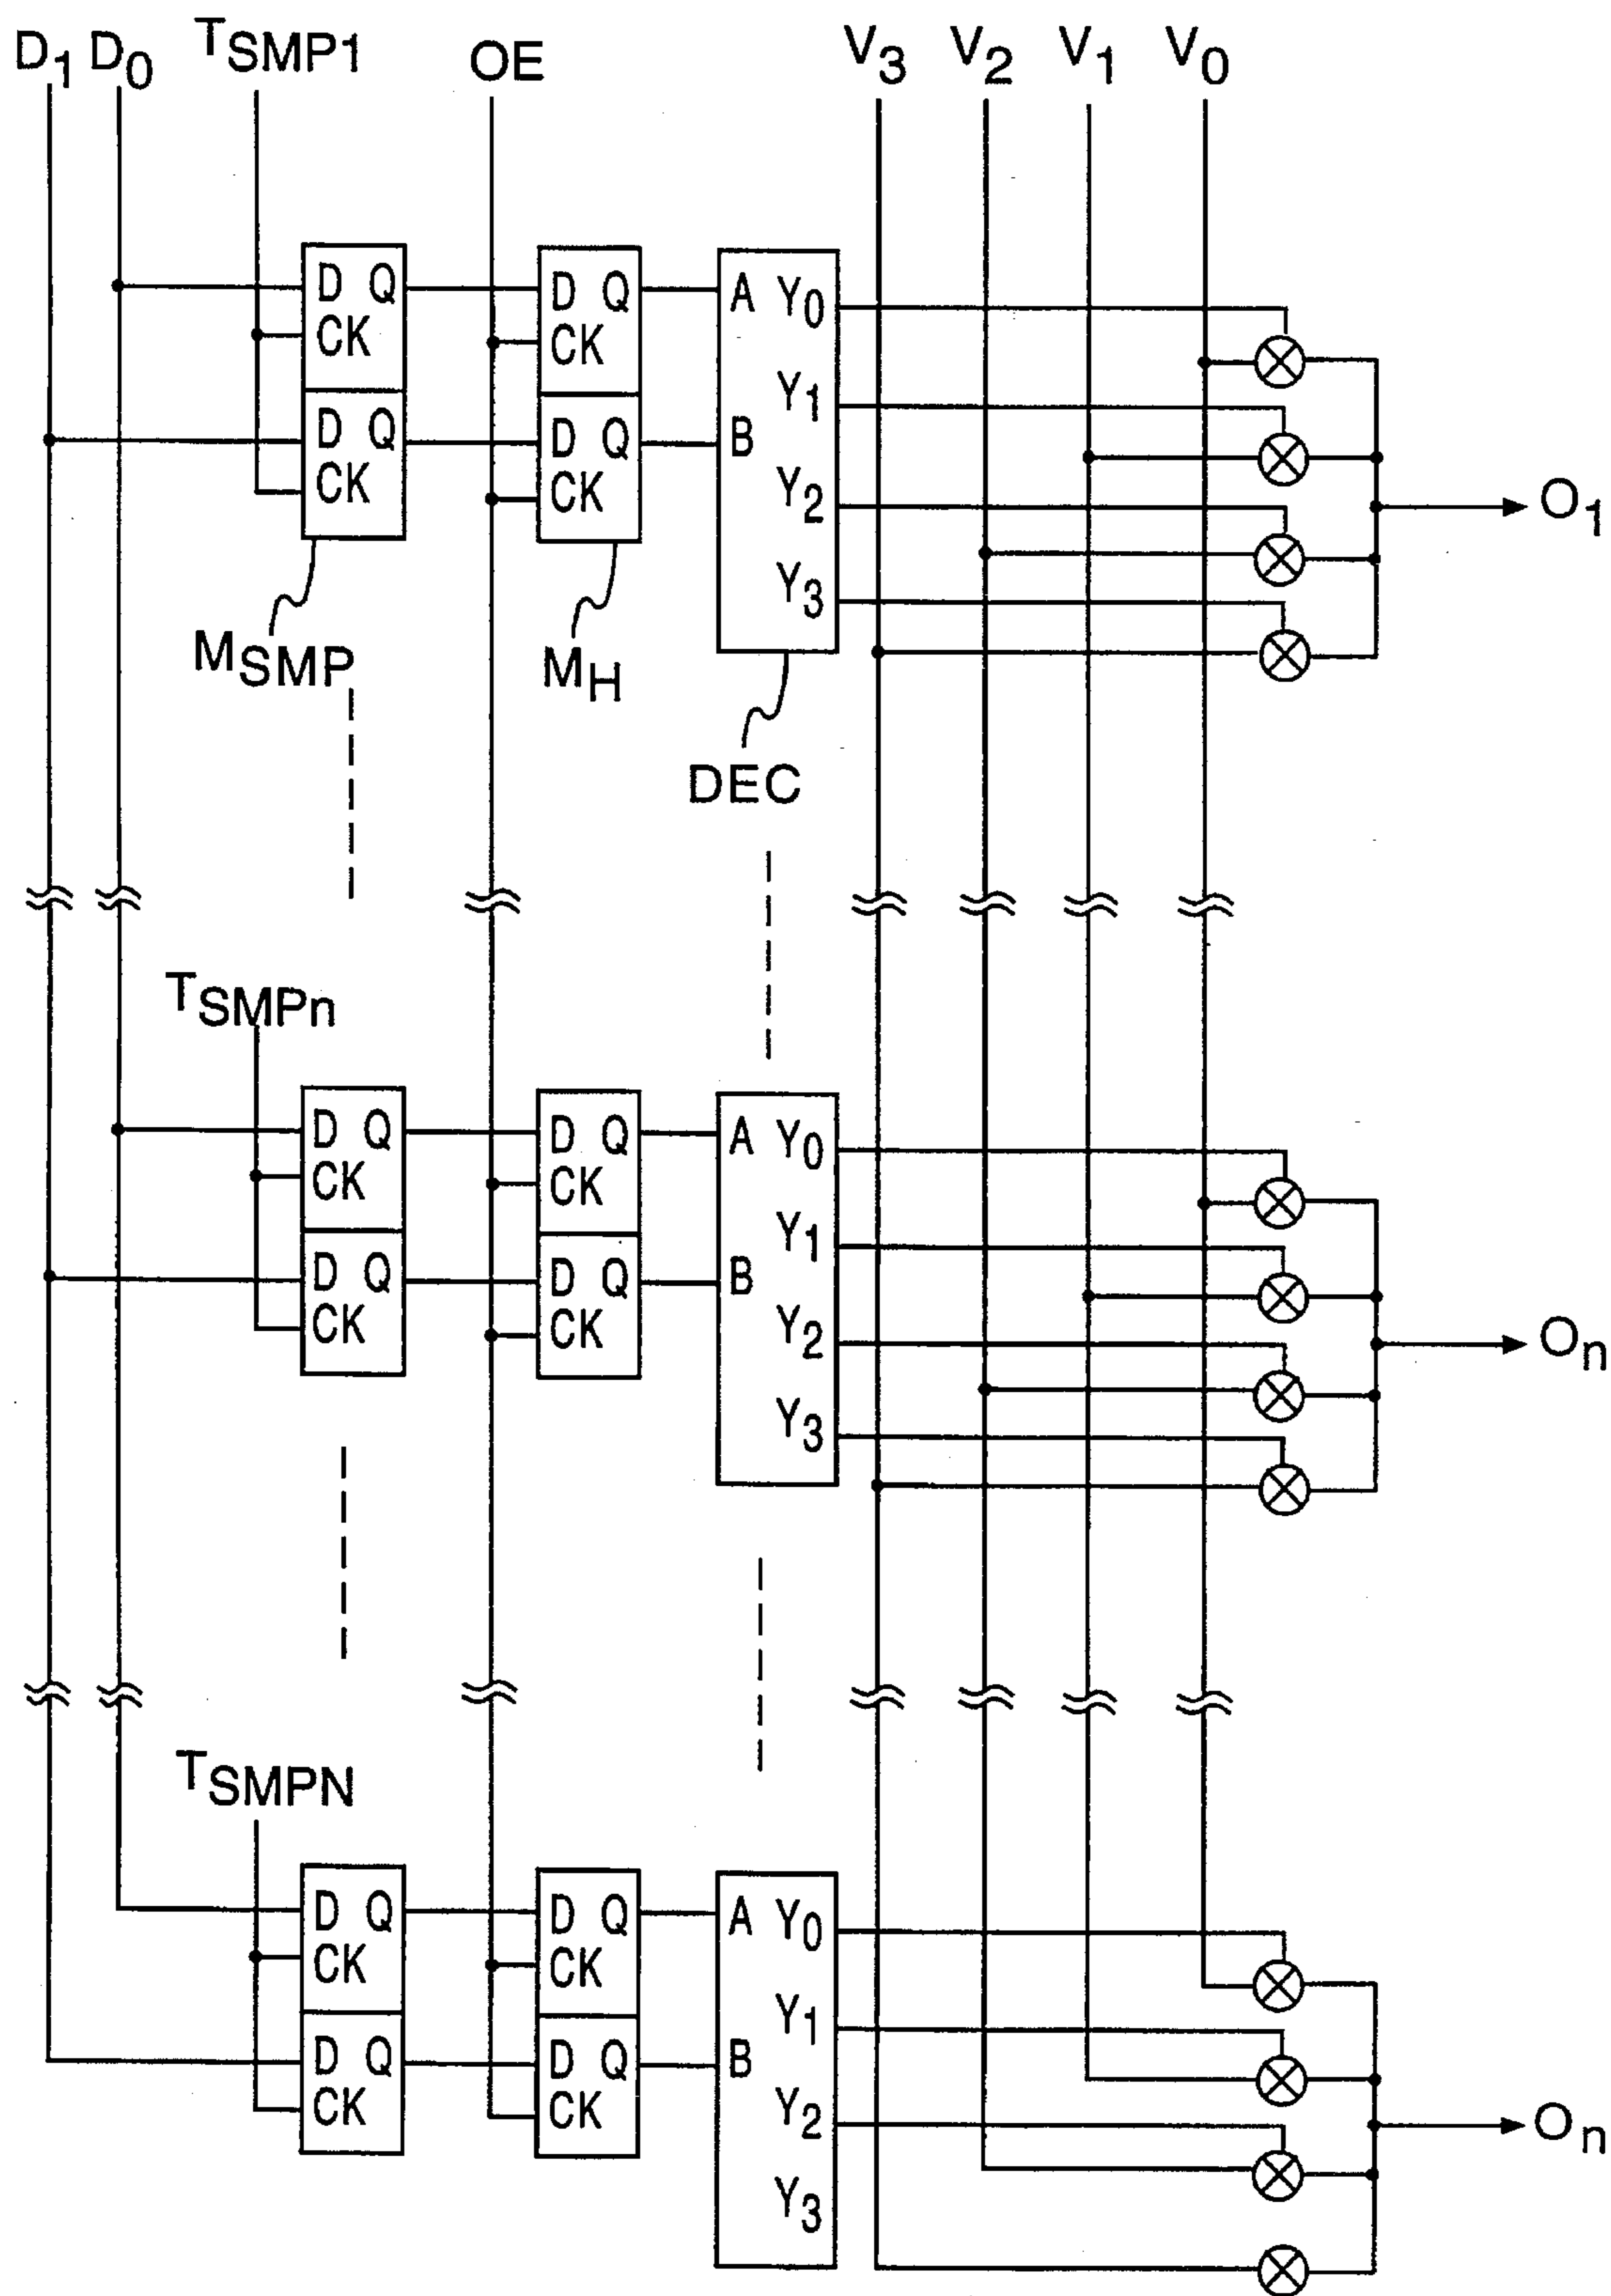 D1 D0 TSMP1 OE V3 V2 V1 V0
D Q D Q A Y0
CK CK
Y1
D Q D Q B
CK CK
Y2 O1
Y3
MSMP MH
DEC
TSMPn
D Q D Q A Y0
CK CK
Y1
D Q D Q B
CK CK
Y2 On
Y3
TSMPN
D Q D Q A Y0
CK CK
Y1
D Q D Q B
CK CK
Y2 On
Y3